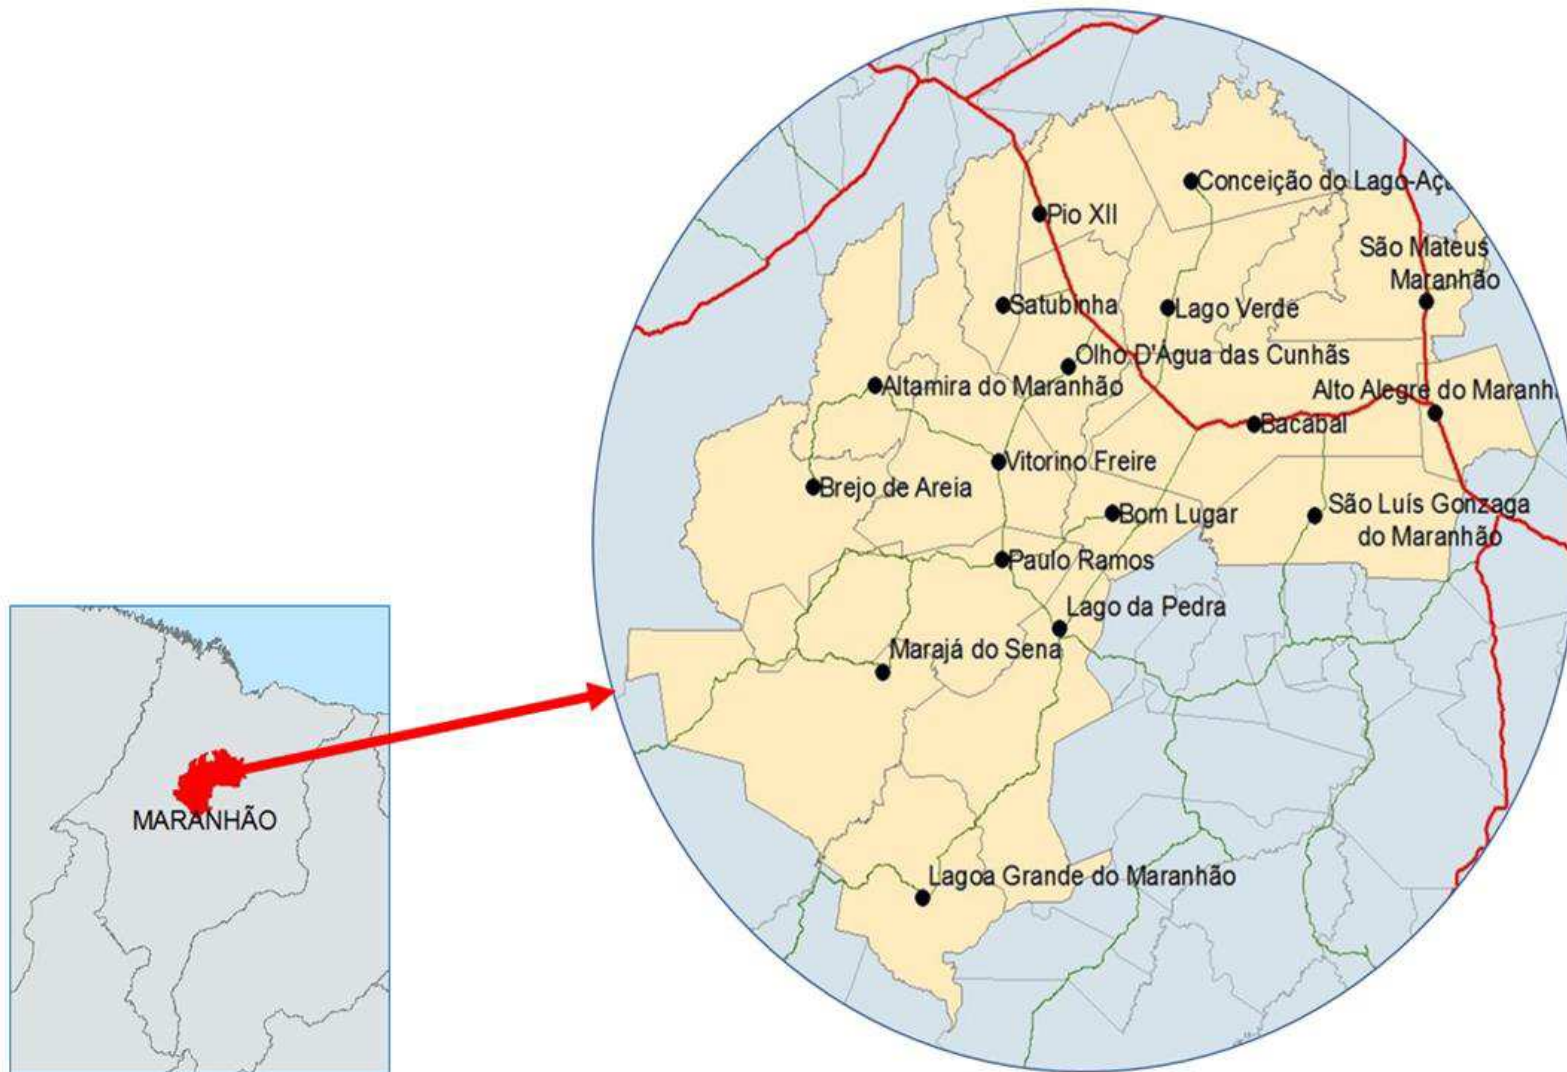 Conceição do Lago-Açu
Pio XII
São Mateus
Maranhão
Satubinha
Lago Verde
Olho D'Água das Cunhãs
Altamira do Maranhão
Alto Alegre do Maranh
Bacabal
Vitorino Freire
Brejo de Areia
Bom Lugar
São Luís Gonzaga
do Maranhão
Paulo Ramos
Lago da Pedra
Marajá do Sena
MARANHÃO
Lagoa Grande do Maranhão